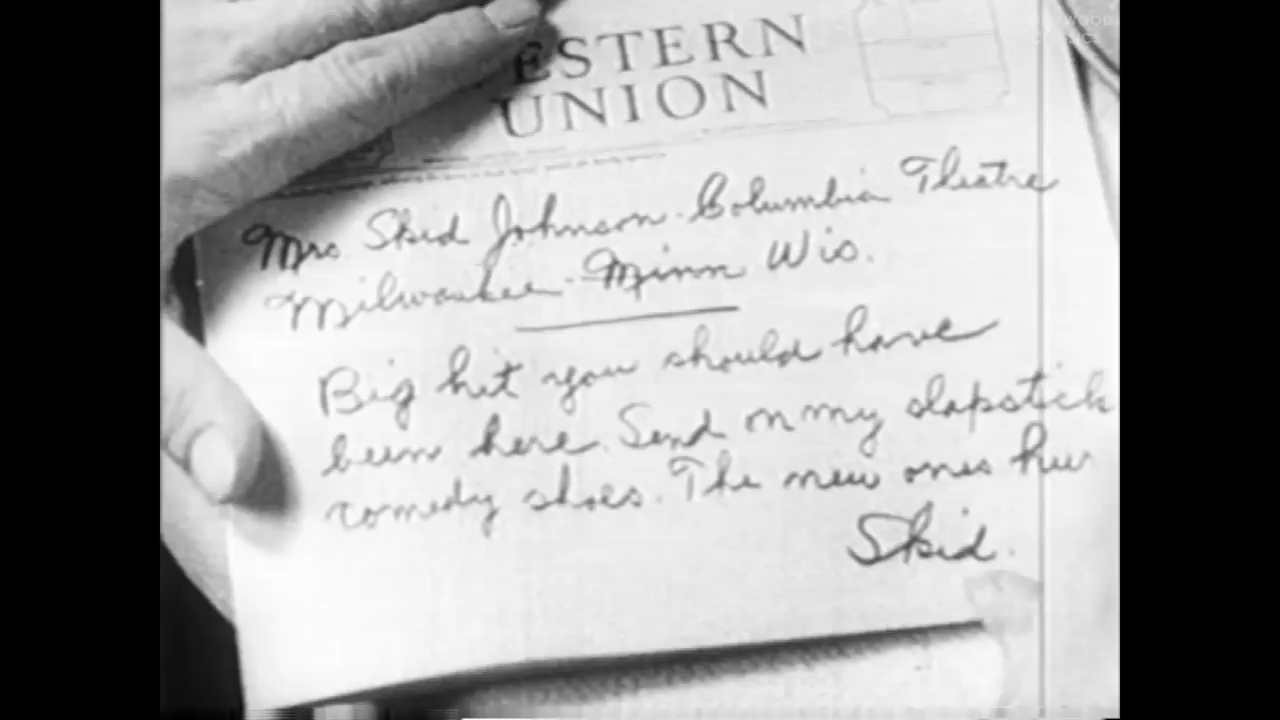 ESTERN
UNION
Mrs Skid Johnson - Columbia Theatre
Milwaukee - Minn Wis.
Big hit you should have
been here. Send on my slapstick
comedy shoes. The new ones
Skid.